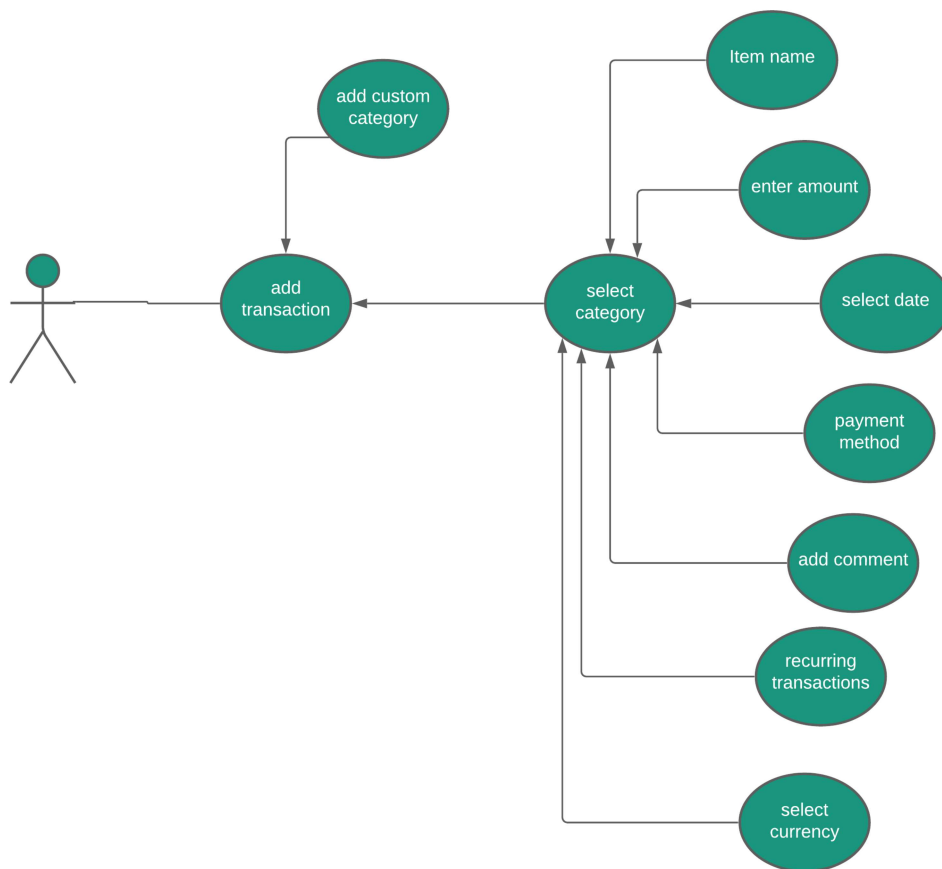 Item name
add custom
category
enter amount
add
transaction
select
category
select date
payment
method
add comment
recurring
transactions
select
currency